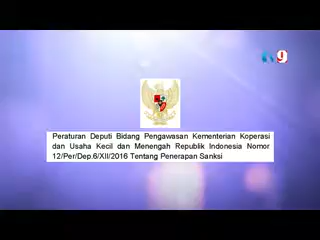 tv9
Peraturan Deputi Bidang Pengawasan Kementerian Koperasi
dan Usaha Kecil dan Menengah Republik Indonesia Nomor
12/Per/Dep.6/XII/2016 Tentang Penerapan Sanksi